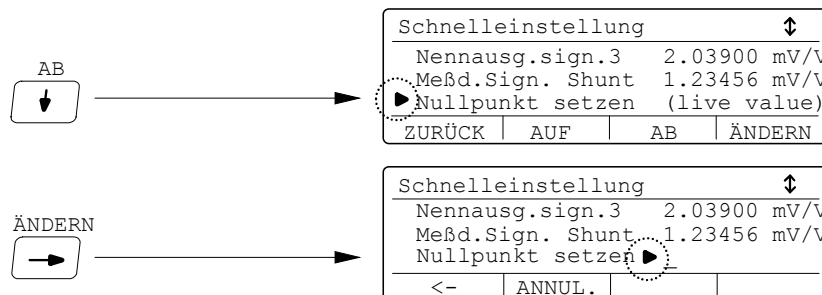 AB
Schnelleinstellung
Nennausg.sign.3 2.03900 mV/V
Meßd.Sign. Shunt 1.23456 mV/V
Nullpunkt setzen (live value)
ZURÜCK AUF AB ÄNDERN
ÄNDERN
Schnelleinstellung
Nennausg.sign.3 2.03900 mV/V
Meßd.Sign. Shunt 1.23456 mV/V
Nullpunkt setzen _
<- ANNUL.